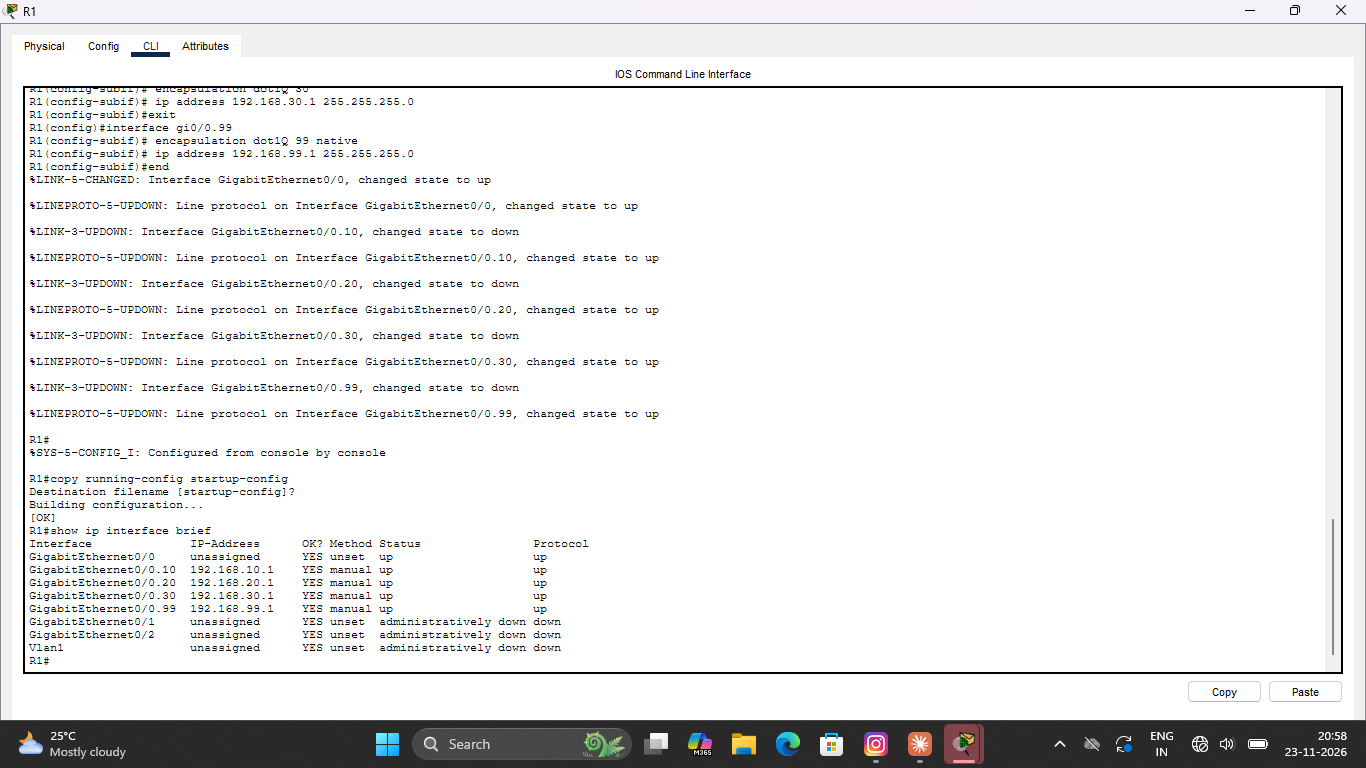 R1
Physical Config CLI Attributes
IOS Command Line Interface
R1(config-subif)# encapsulation dot1Q 30
R1(config-subif)# ip address 192.168.30.1 255.255.255.0
R1(config-subif)#exit
R1(config)#interface gi0/0.99
R1(config-subif)# encapsulation dot1Q 99 native
R1(config-subif)# ip address 192.168.99.1 255.255.255.0
R1(config-subif)#end
%LINK-5-CHANGED: Interface GigabitEthernet0/0, changed state to up
%LINEPROTO-5-UPDOWN: Line protocol on Interface GigabitEthernet0/0, changed state to up
%LINK-3-UPDOWN: Interface GigabitEthernet0/0.10, changed state to down
%LINEPROTO-5-UPDOWN: Line protocol on Interface GigabitEthernet0/0.10, changed state to up
%LINK-3-UPDOWN: Interface GigabitEthernet0/0.20, changed state to down
%LINEPROTO-5-UPDOWN: Line protocol on Interface GigabitEthernet0/0.20, changed state to up
%LINK-3-UPDOWN: Interface GigabitEthernet0/0.30, changed state to down
%LINEPROTO-5-UPDOWN: Line protocol on Interface GigabitEthernet0/0.30, changed state to up
%LINK-3-UPDOWN: Interface GigabitEthernet0/0.99, changed state to down
%LINEPROTO-5-UPDOWN: Line protocol on Interface GigabitEthernet0/0.99, changed state to up
R1#
%SYS-5-CONFIG_I: Configured from console by console
R1#copy running-config startup-config
Destination filename [startup-config]?
Building configuration...
[OK]
R1#show ip interface brief
Interface IP-Address OK? Method Status Protocol
GigabitEthernet0/0 unassigned YES unset up up
GigabitEthernet0/0.10 192.168.10.1 YES manual up up
GigabitEthernet0/0.20 192.168.20.1 YES manual up up
GigabitEthernet0/0.30 192.168.30.1 YES manual up up
GigabitEthernet0/0.99 192.168.99.1 YES manual up up
GigabitEthernet0/1 unassigned YES unset administratively down down
GigabitEthernet0/2 unassigned YES unset administratively down down
Vlan1 unassigned YES unset administratively down down
R1#
Copy Paste
25°C
Mostly cloudy
Search
M365
ENG
IN
20:58
23-11-2026